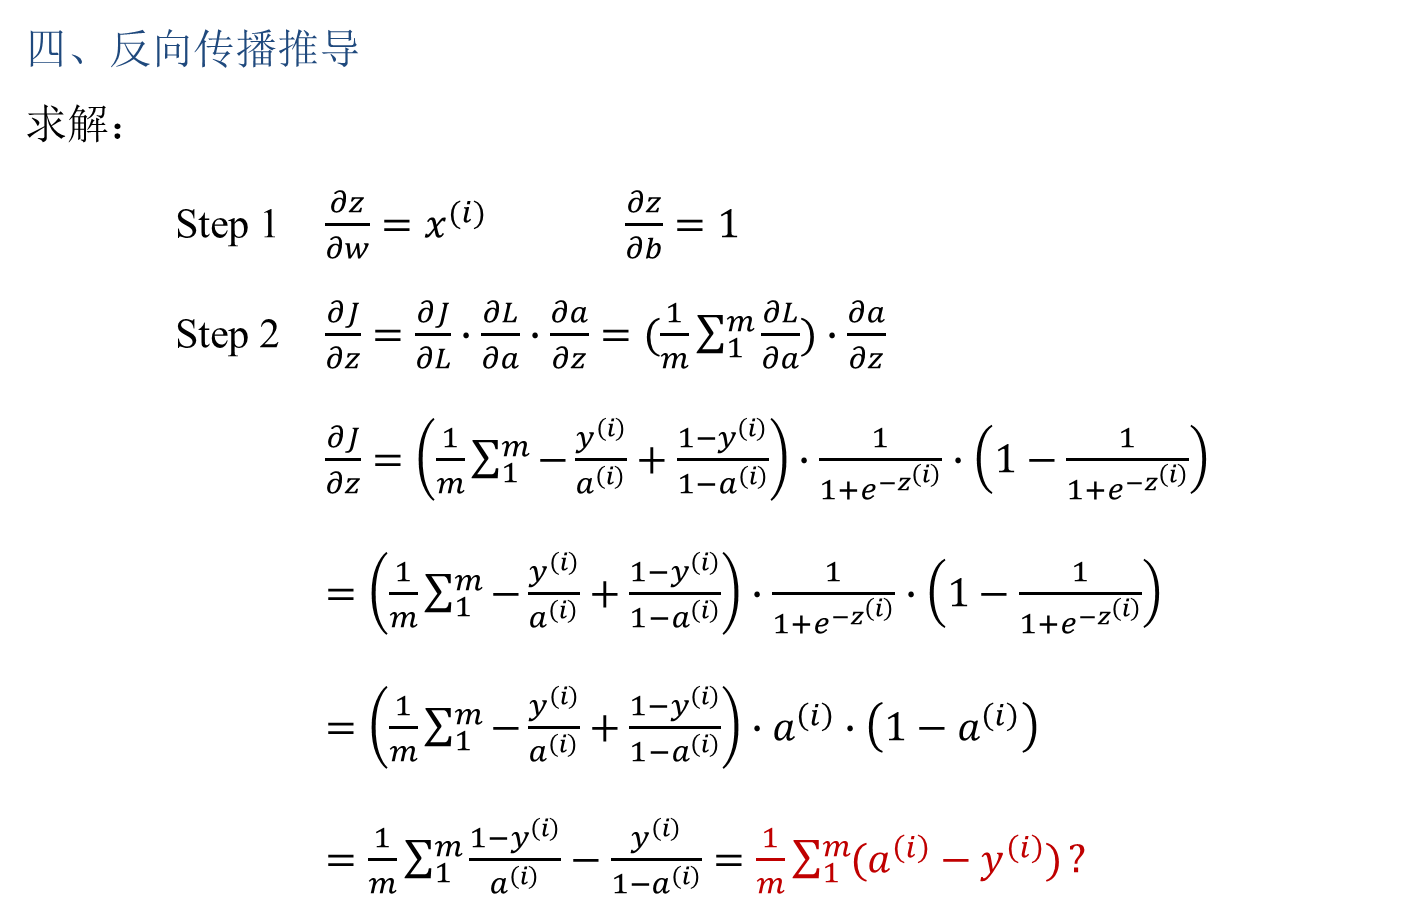 四、反向传播推导
求解：
Step 1 ∂z/∂w = x^(i) ∂z/∂b = 1
Step 2 ∂J/∂z = ∂J/∂L · ∂L/∂a · ∂a/∂z = (1/m ∑_1^m ∂L/∂a) · ∂a/∂z
∂J/∂z = (1/m ∑_1^m − y^(i)/a^(i) + (1−y^(i))/(1−a^(i))) · 1/(1+e^(−z^(i))) · (1 − 1/(1+e^(−z^(i))))
= (1/m ∑_1^m − y^(i)/a^(i) + (1−y^(i))/(1−a^(i))) · 1/(1+e^(−z^(i))) · (1 − 1/(1+e^(−z^(i))))
= (1/m ∑_1^m − y^(i)/a^(i) + (1−y^(i))/(1−a^(i))) · a^(i) · (1 − a^(i))
= 1/m ∑_1^m (1−y^(i))/a^(i) − y^(i)/(1−a^(i)) = 1/m ∑_1^m (a^(i) − y^(i)) ?